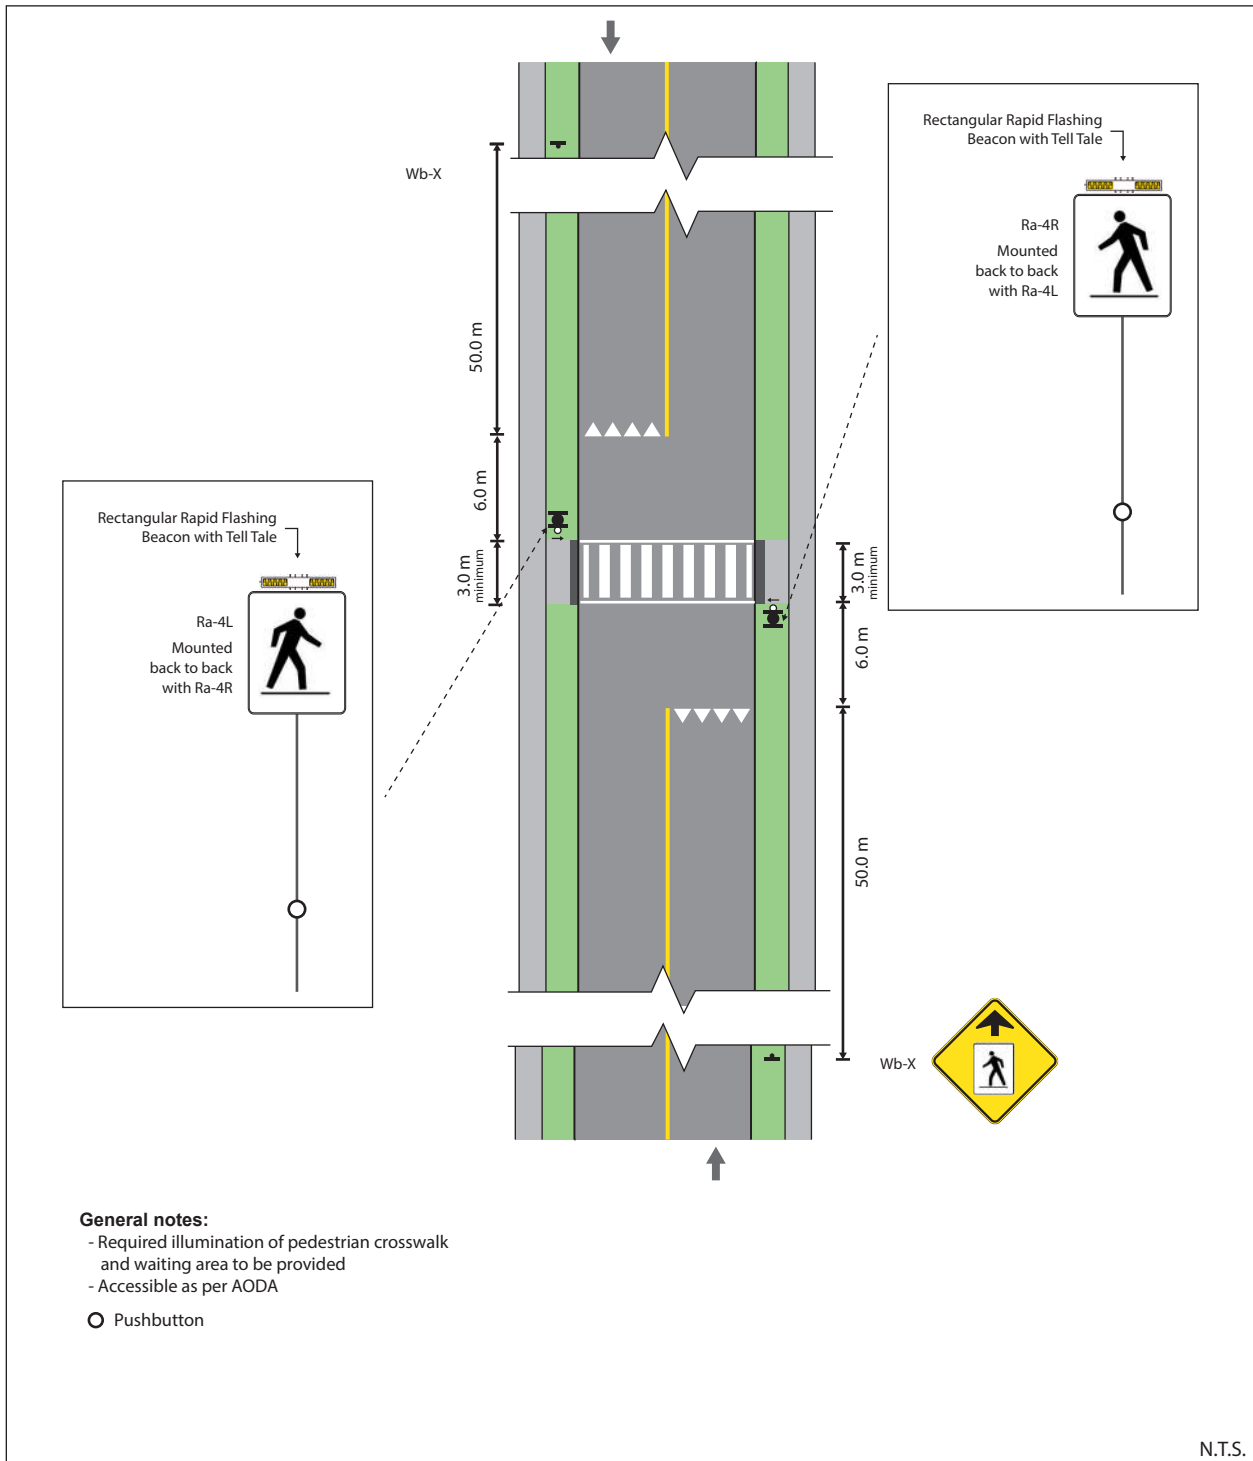 Wb-X
50.0 m
6.0 m
3.0 m
minimum
Rectangular Rapid Flashing
Beacon with Tell Tale
Ra-4R
Mounted
back to back
with Ra-4L
Rectangular Rapid Flashing
Beacon with Tell Tale
Ra-4L
Mounted
back to back
with Ra-4R
3.0 m
minimum
6.0 m
50.0 m
Wb-X
General notes:
- Required illumination of pedestrian crosswalk
and waiting area to be provided
- Accessible as per AODA
Pushbutton
N.T.S.